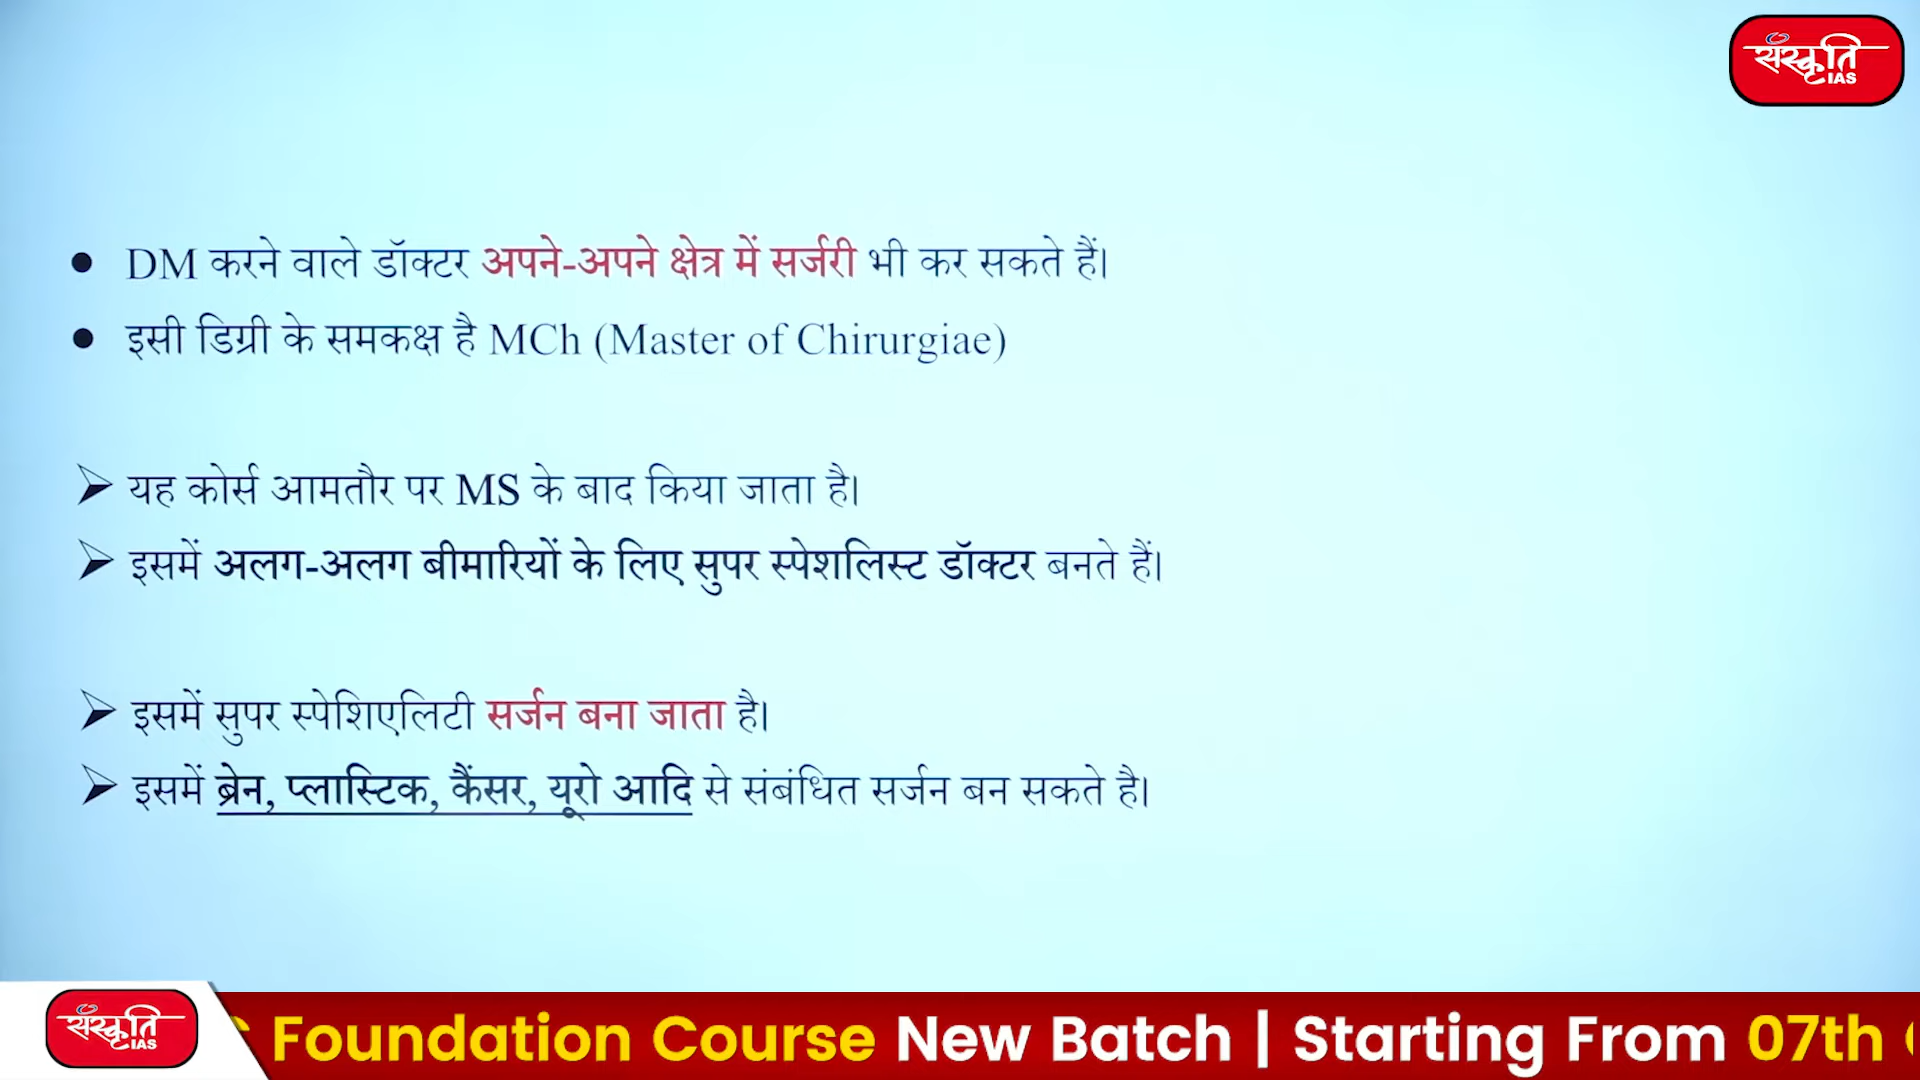 संस्कृति
IAS
• DM करने वाले डॉक्टर अपने-अपने क्षेत्र में सर्जरी भी कर सकते हैं।
• इसी डिग्री के समकक्ष है MCh (Master of Chirurgiae)
➢ यह कोर्स आमतौर पर MS के बाद किया जाता है।
➢ इसमें अलग-अलग बीमारियों के लिए सुपर स्पेशलिस्ट डॉक्टर बनते हैं।
➢ इसमें सुपर स्पेशिएलिटी सर्जन बना जाता है।
➢ इसमें ब्रेन, प्लास्टिक, कैंसर, यूरो आदि से संबंधित सर्जन बन सकते है।
संस्कृति
IAS
Foundation Course New Batch | Starting From 07th